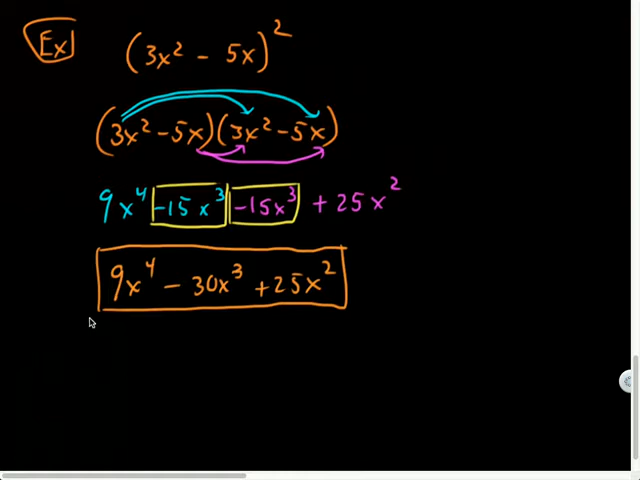 Ex (3x² - 5x)²
(3x² - 5x)(3x² - 5x)
9x⁴ -15x³ -15x³ + 25x²
9x⁴ - 30x³ + 25x²